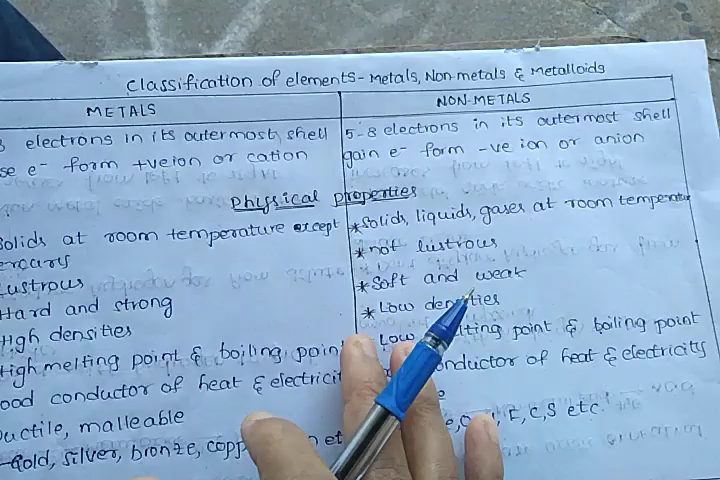 Classification of elements- Metals, Non-metals & Metalloids
METALS
electrons in its outermost shell
e- form +ve ion or cation
NON-METALS
5-8 electrons in its outermost shell
gain e- form -ve ion or anion
Physical properties
Solids at room temperature except
Lustrous
Hard and strong
High densities
High melting point & boiling point
conductor of heat &
Ductile, malleable
Gold, silver, bronze,
*Solids, liquids, gases at room
*not lustrous
*Soft and weak
*Low densities
Low point & boiling point
conductor of heat & electricity
F, C, S etc.